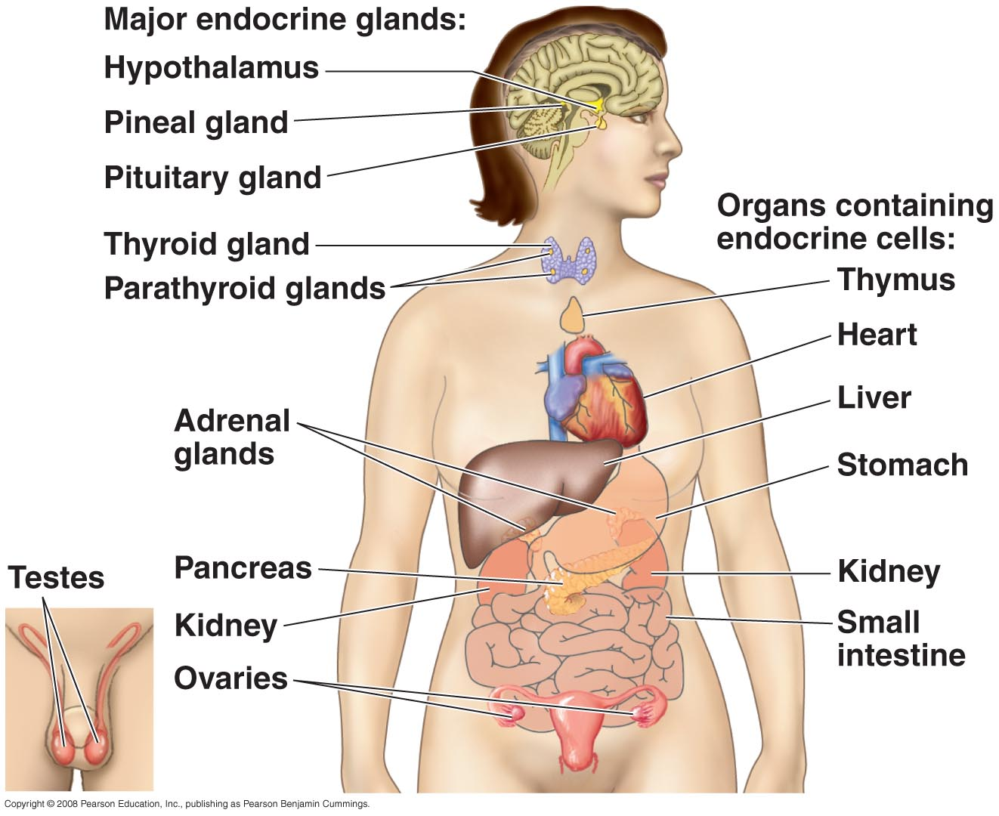 Major endocrine glands:
Hypothalamus
Pineal gland
Pituitary gland
Thyroid gland
Parathyroid glands
Organs containing
endocrine cells:
Thymus
Heart
Liver
Stomach
Kidney
Small
intestine
Adrenal
glands
Pancreas
Kidney
Ovaries
Testes
Copyright © 2008 Pearson Education, Inc., publishing as Pearson Benjamin Cummings.